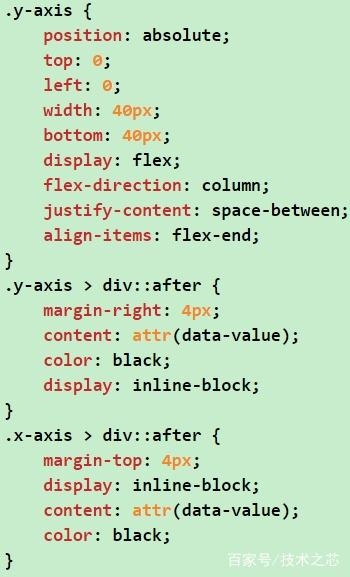 .y-axis {
    position: absolute;
    top: 0;
    left: 0;
    width: 40px;
    bottom: 40px;
    display: flex;
    flex-direction: column;
    justify-content: space-between;
    align-items: flex-end;
}
.y-axis > div::after {
    margin-right: 4px;
    content: attr(data-value);
    color: black;
    display: inline-block;
}
.x-axis > div::after {
    margin-top: 4px;
    display: inline-block;
    content: attr(data-value);
    color: black;
}
百家号/技术之芯